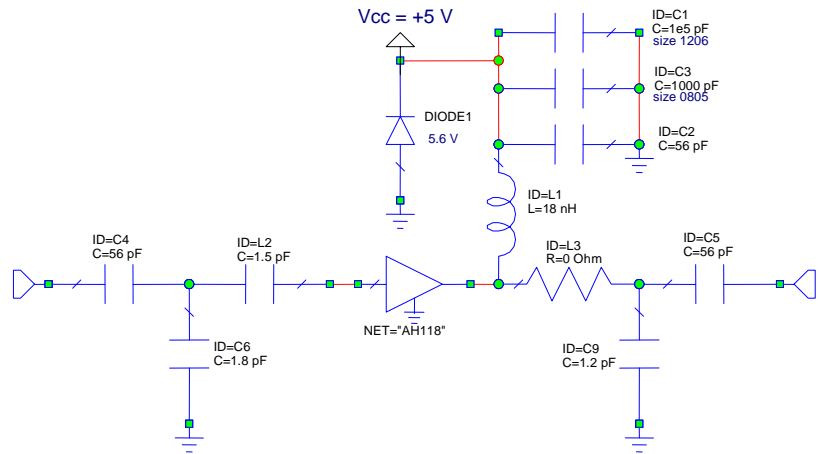 Vcc = +5 V
ID=C1
C=1e5 pF
size 1206
ID=C3
C=1000 pF
size 0805
DIODE1
5.6 V
ID=C2
C=56 pF
ID=L1
L=18 nH
ID=C4
C=56 pF
ID=L2
C=1.5 pF
ID=L3
R=0 Ohm
ID=C5
C=56 pF
NET="AH118"
ID=C6
C=1.8 pF
ID=C9
C=1.2 pF